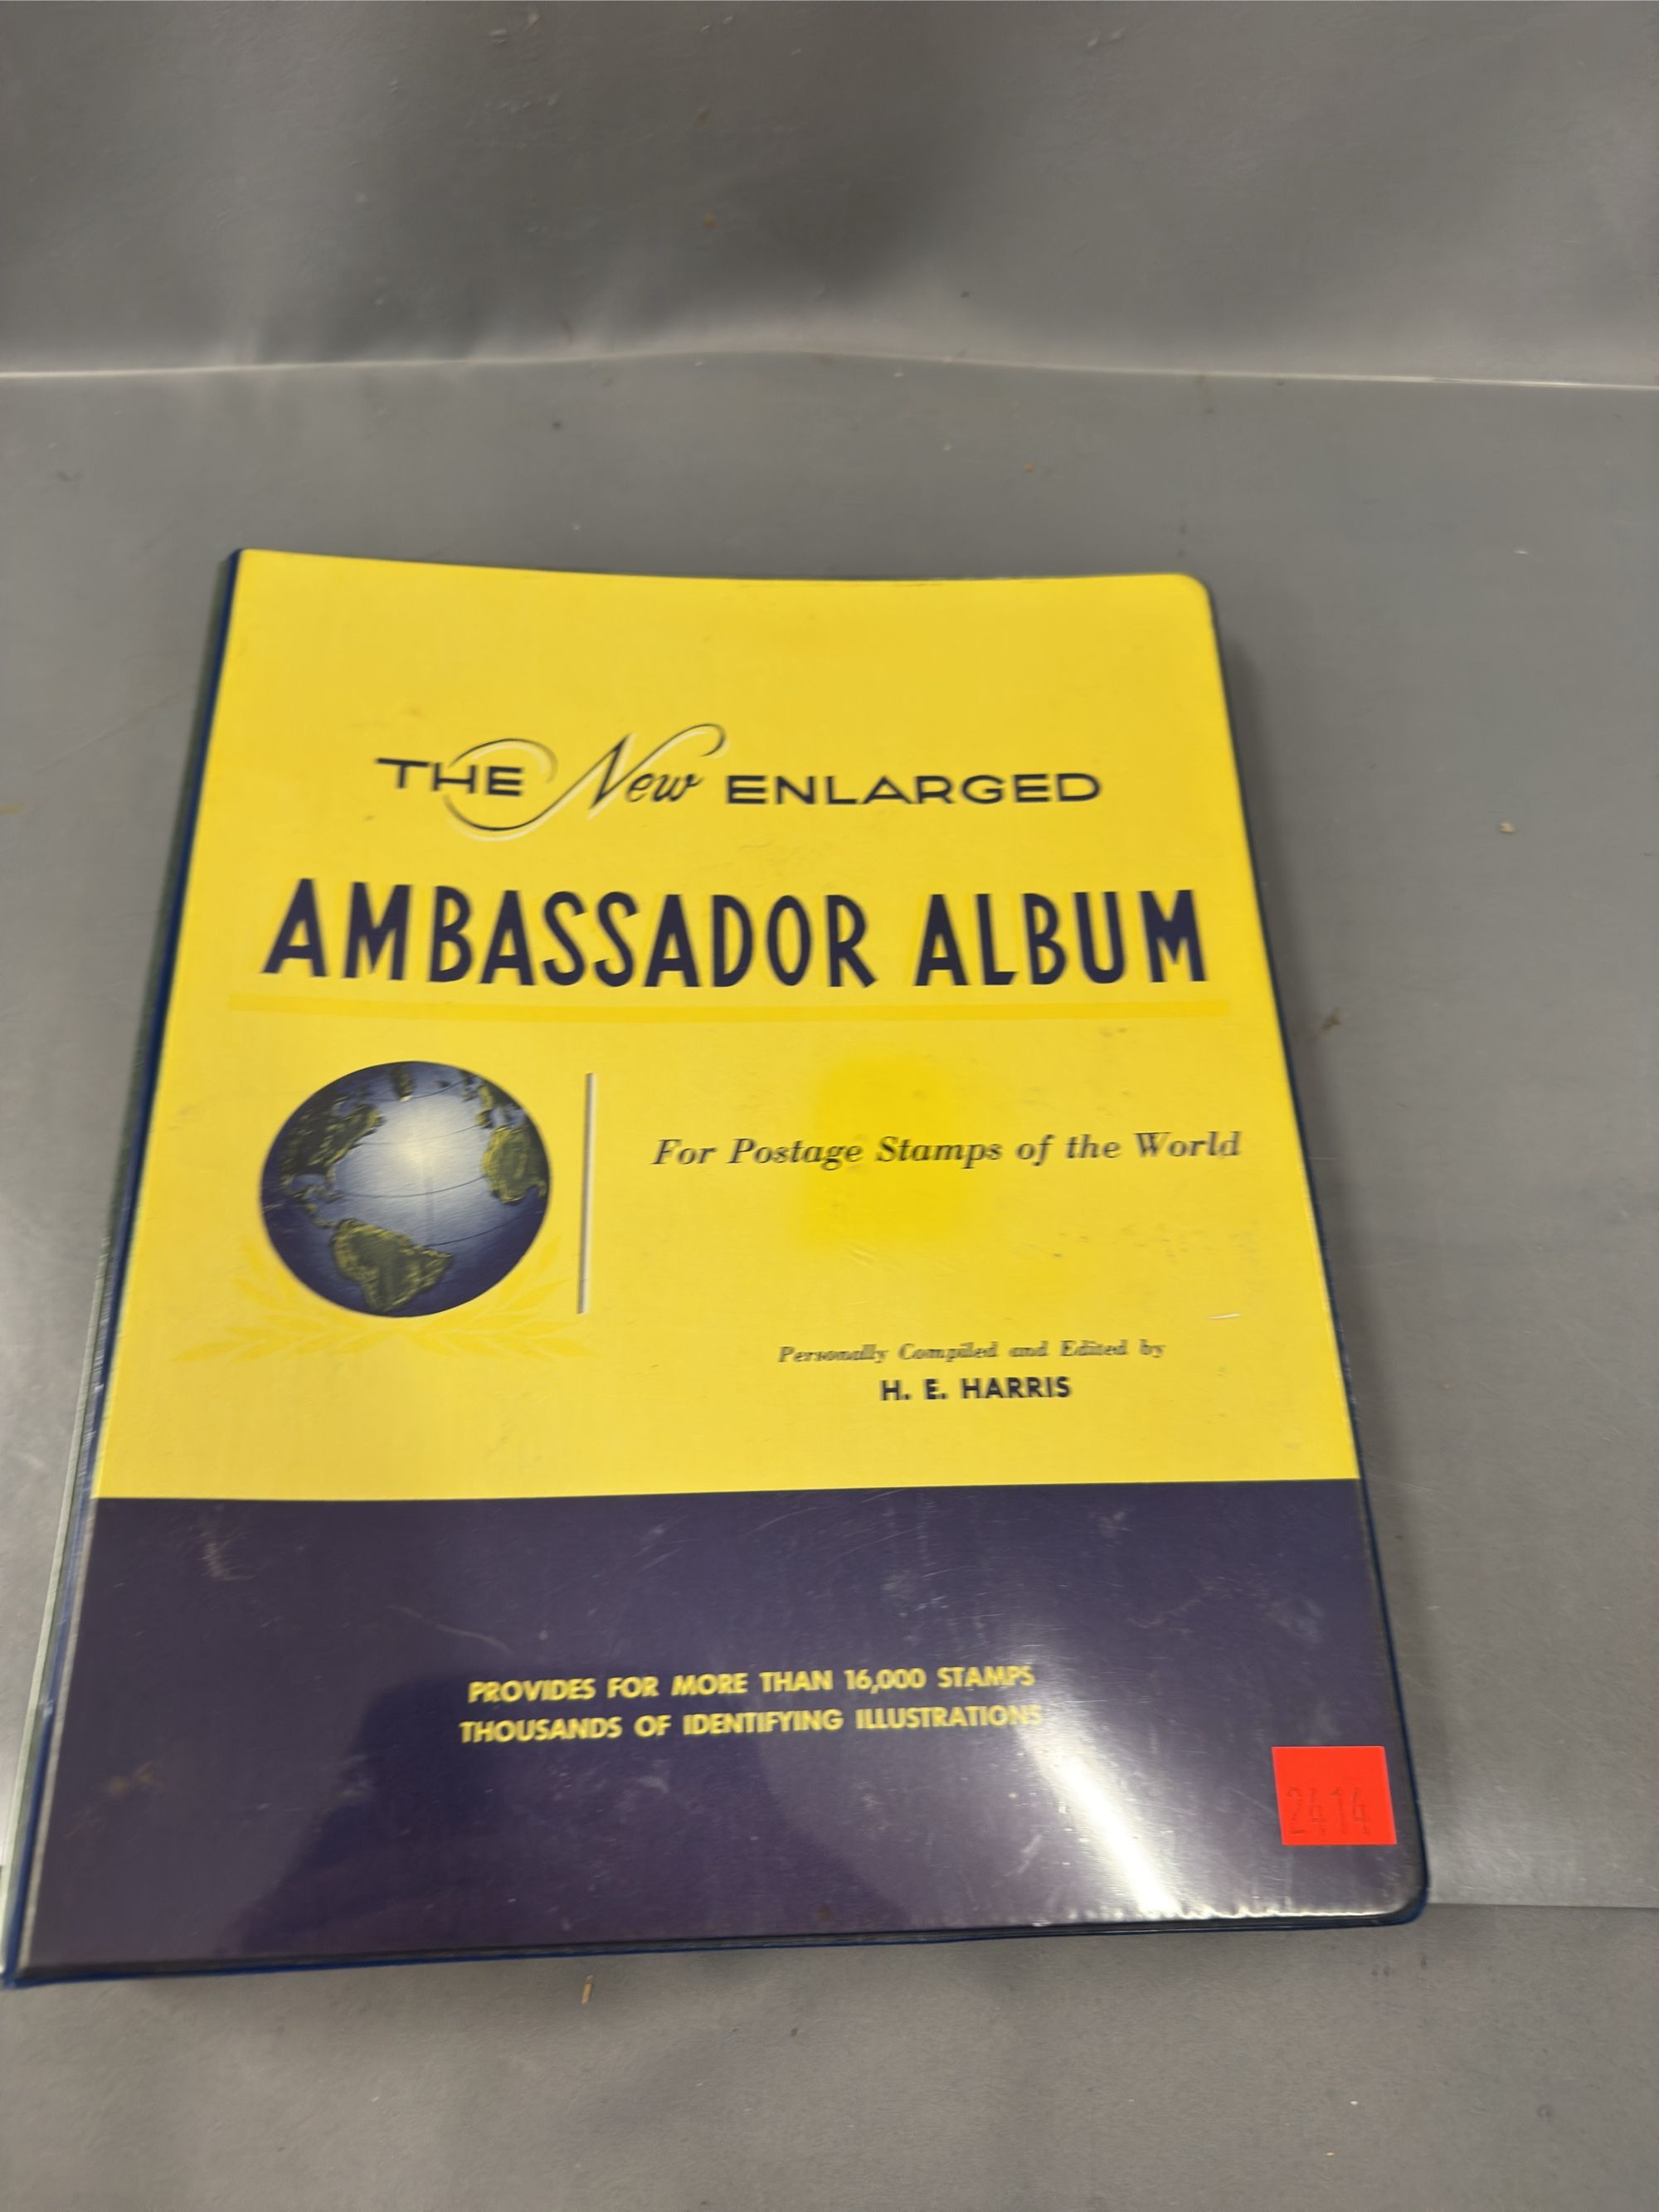 THE New ENLARGED
AMBASSADOR ALBUM
For Postage Stamps of the World
Personally Compiled and Edited by
H. E. HARRIS
PROVIDES FOR MORE THAN 16,000 STAMPS
THOUSANDS OF IDENTIFYING ILLUSTRATIONS
2414